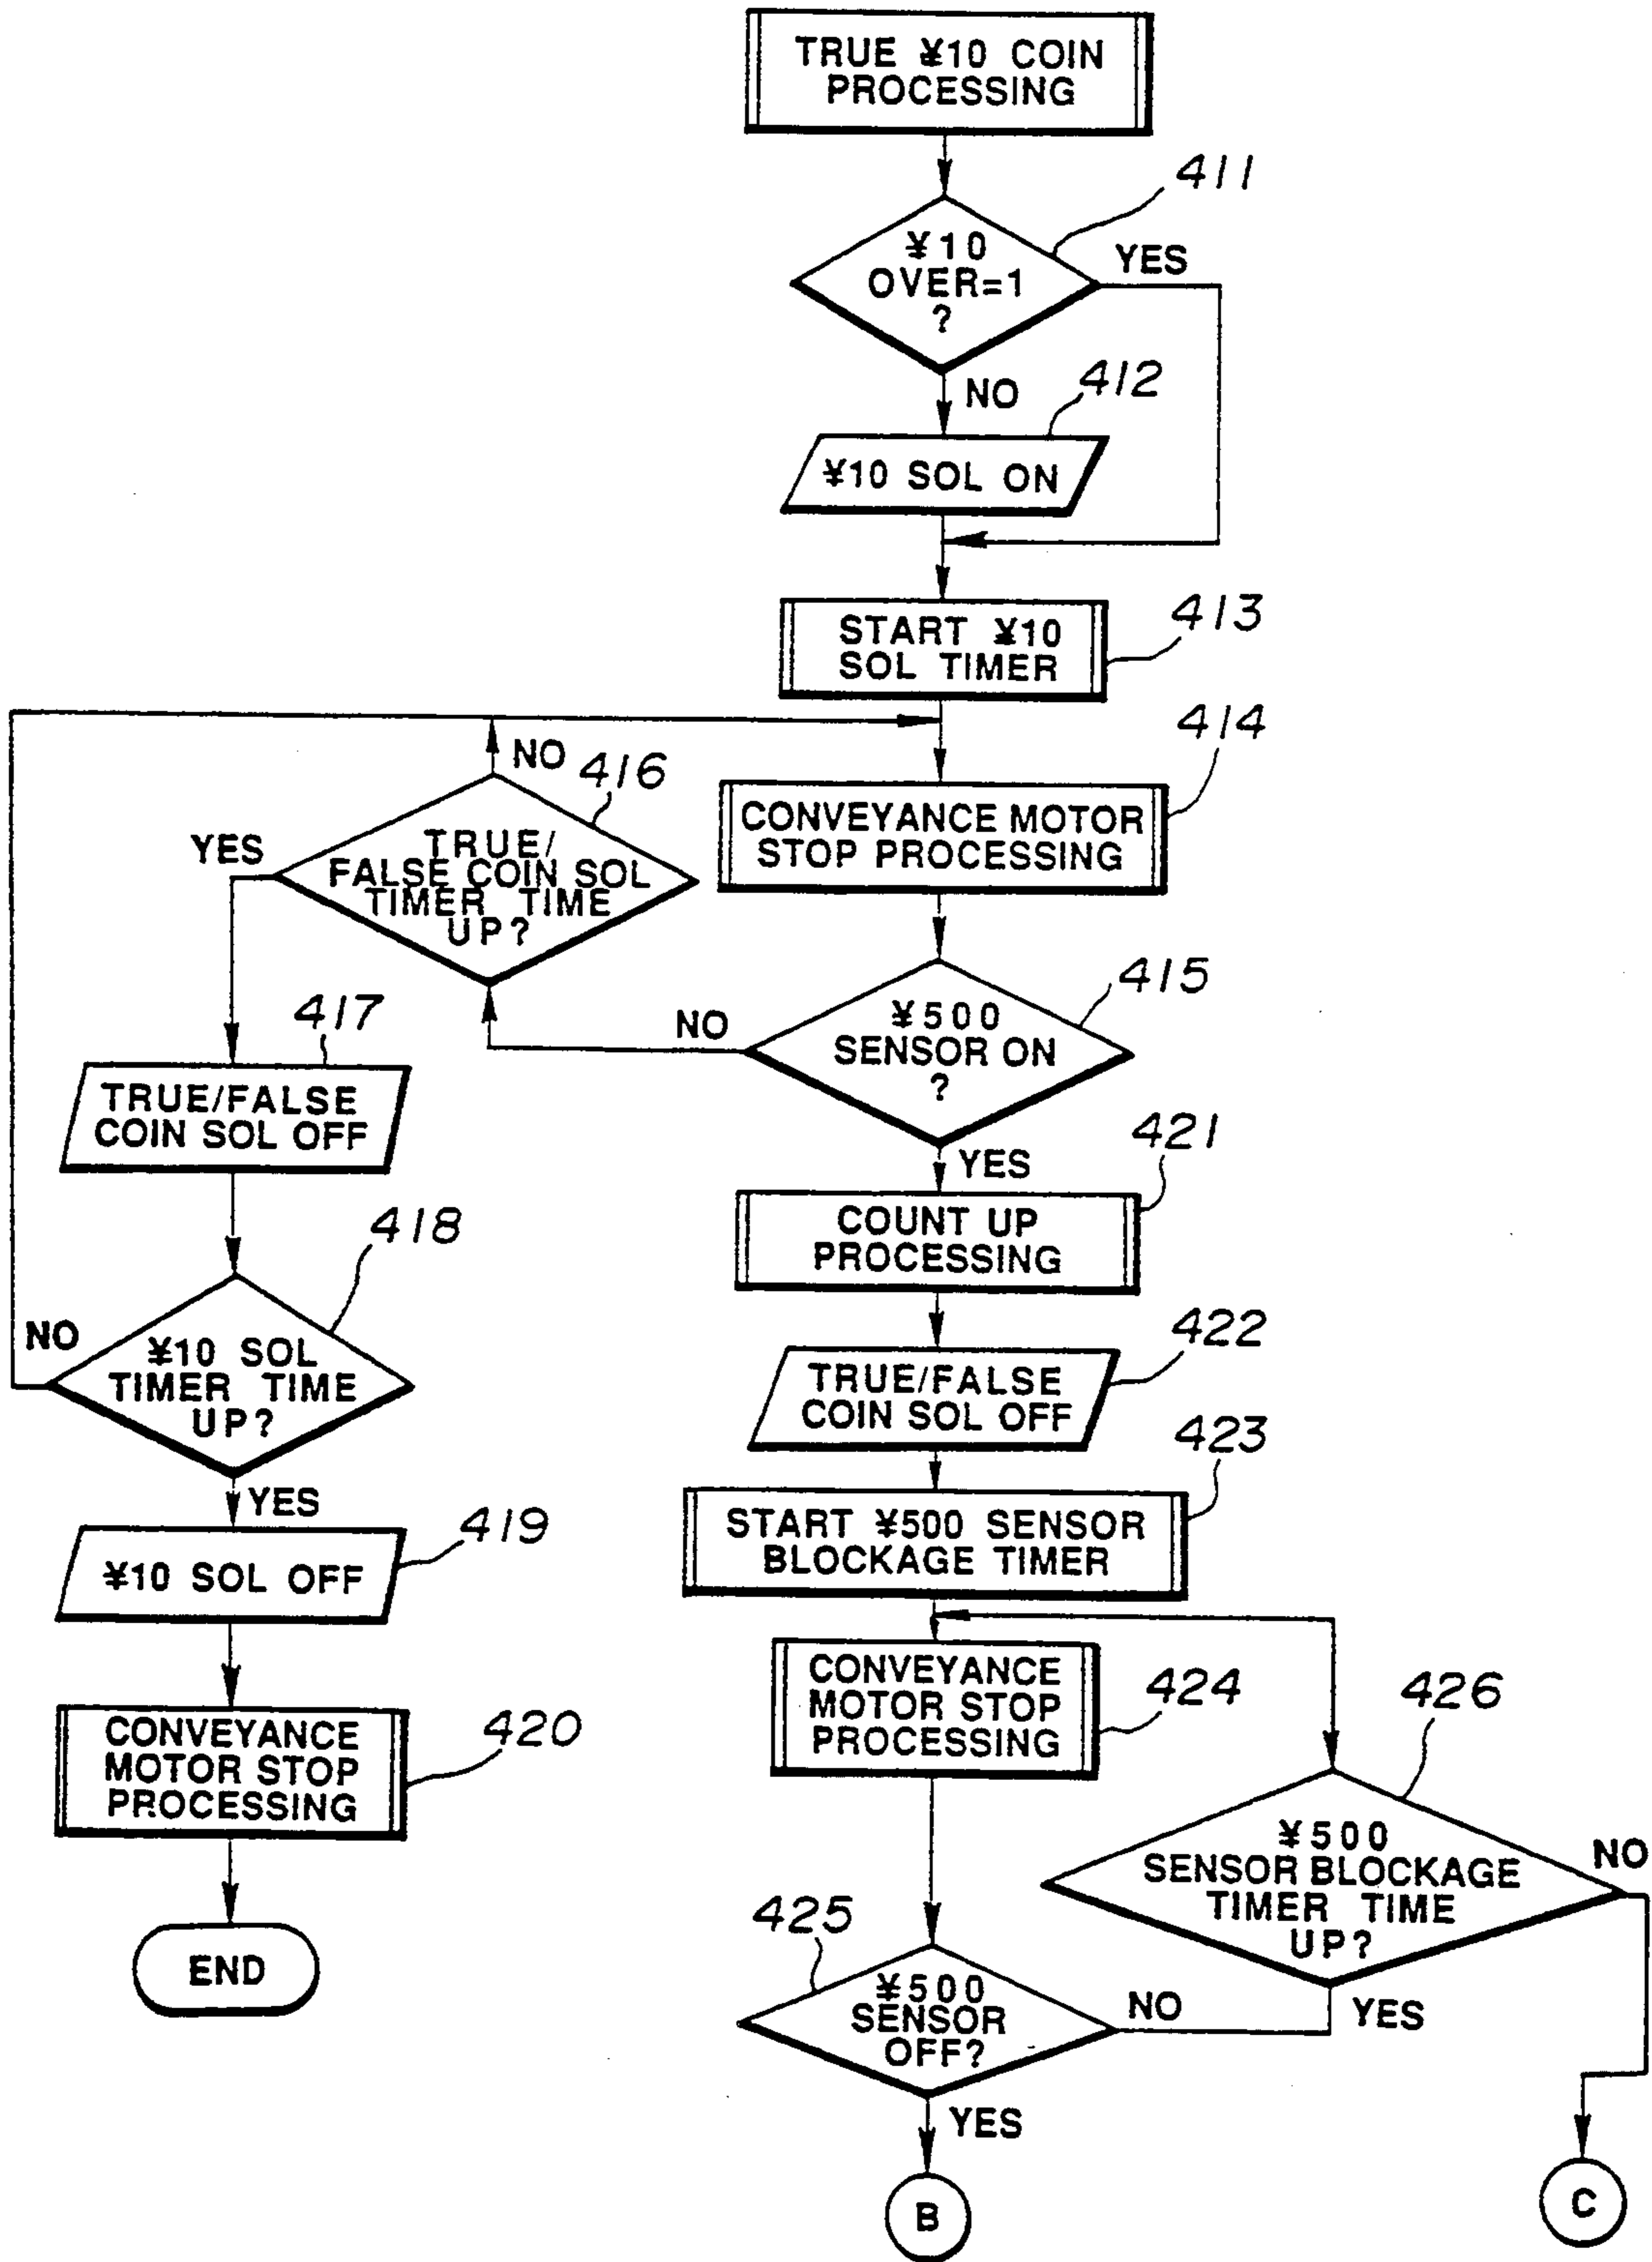 TRUE ¥10 COIN
PROCESSING
411
¥10
OVER=1
?
YES
NO
412
¥10 SOL ON
413
START ¥10
SOL TIMER
414
CONVEYANCE MOTOR
STOP PROCESSING
NO
416
YES
TRUE/
FALSE COIN SOL
TIMER TIME
UP?
415
¥500
SENSOR ON
?
NO
YES
417
TRUE/FALSE
COIN SOL OFF
418
¥10 SOL
TIMER TIME
UP?
NO
YES
419
¥10 SOL OFF
420
CONVEYANCE
MOTOR STOP
PROCESSING
END
421
COUNT UP
PROCESSING
422
TRUE/FALSE
COIN SOL OFF
423
START ¥500 SENSOR
BLOCKAGE TIMER
424
CONVEYANCE
MOTOR STOP
PROCESSING
426
¥500
SENSOR BLOCKAGE
TIMER TIME
UP?
NO
YES
425
¥500
SENSOR
OFF?
NO
YES
B
C